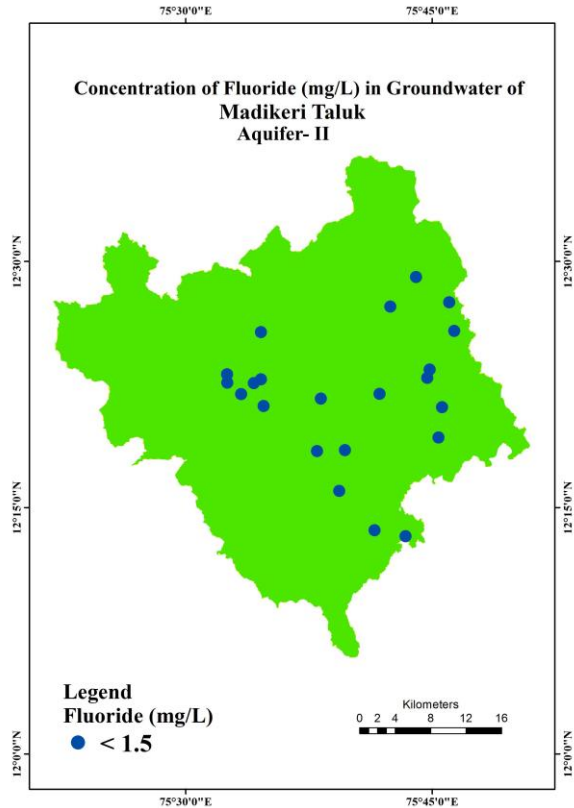 75°30'0"E 75°45'0"E
Concentration of Fluoride (mg/L) in Groundwater of
Madikeri Taluk
Aquifer- II
12°30'0"N 12°30'0"N
12°15'0"N 12°15'0"N
12°0'0"N 12°0'0"N
Legend
Fluoride (mg/L)
< 1.5
Kilometers
0 2 4 8 12 16
75°30'0"E 75°45'0"E